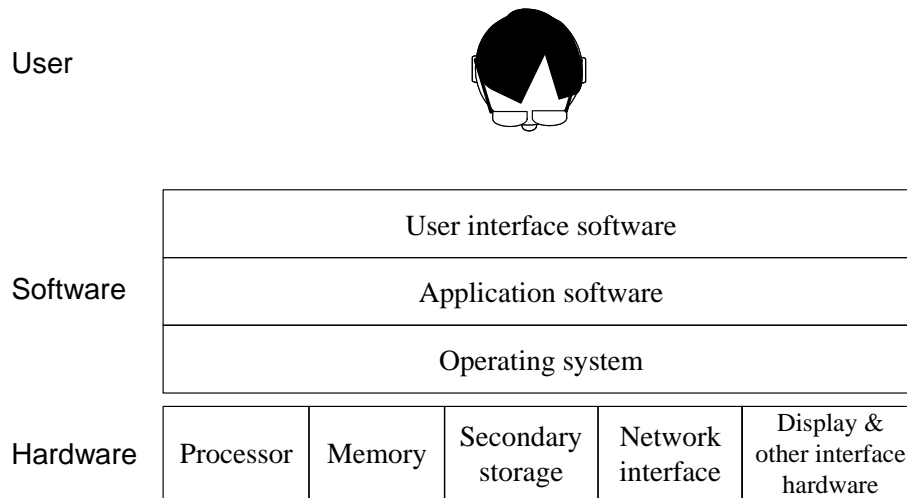 User
User interface software
Software
Application software
Operating system
Hardware
Processor
Memory
Secondary
storage
Network
interface
Display &
other interface
hardware